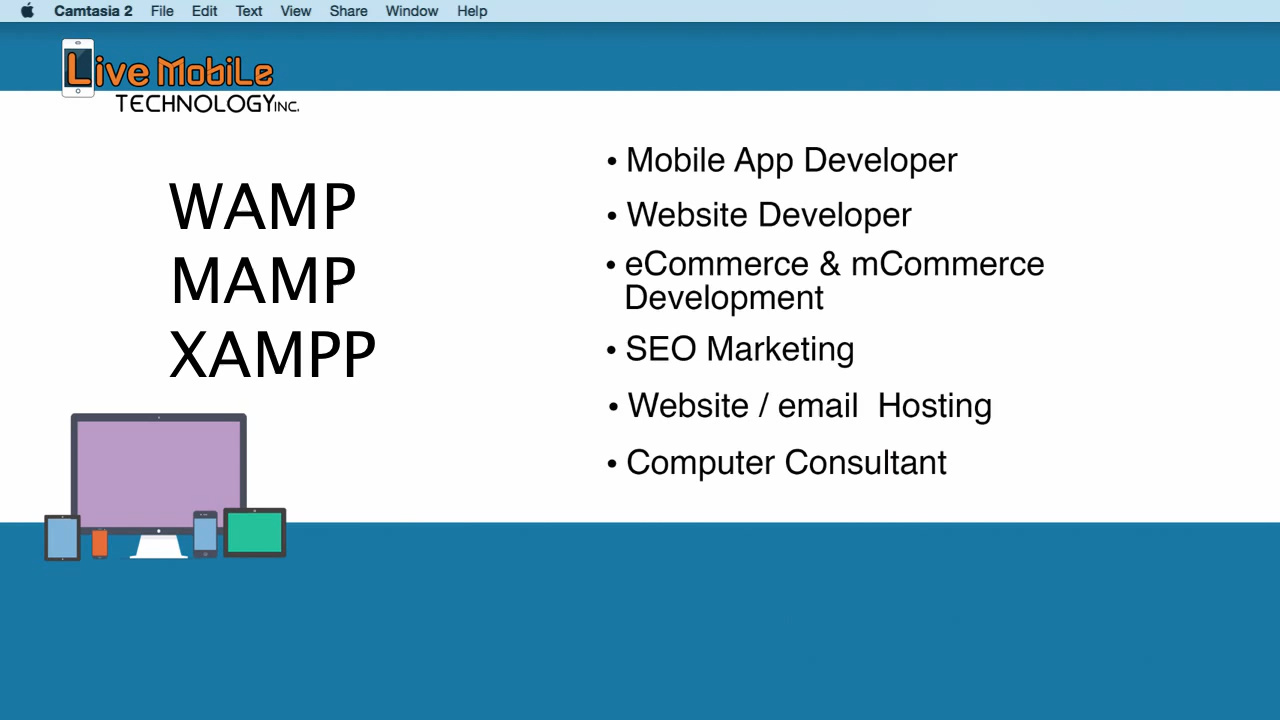 Camtasia 2 File Edit Text View Share Window Help
Live Mobile
TECHNOLOGY INC.
WAMP
MAMP
XAMPP
• Mobile App Developer
• Website Developer
• eCommerce & mCommerce
Development
• SEO Marketing
• Website / email Hosting
• Computer Consultant